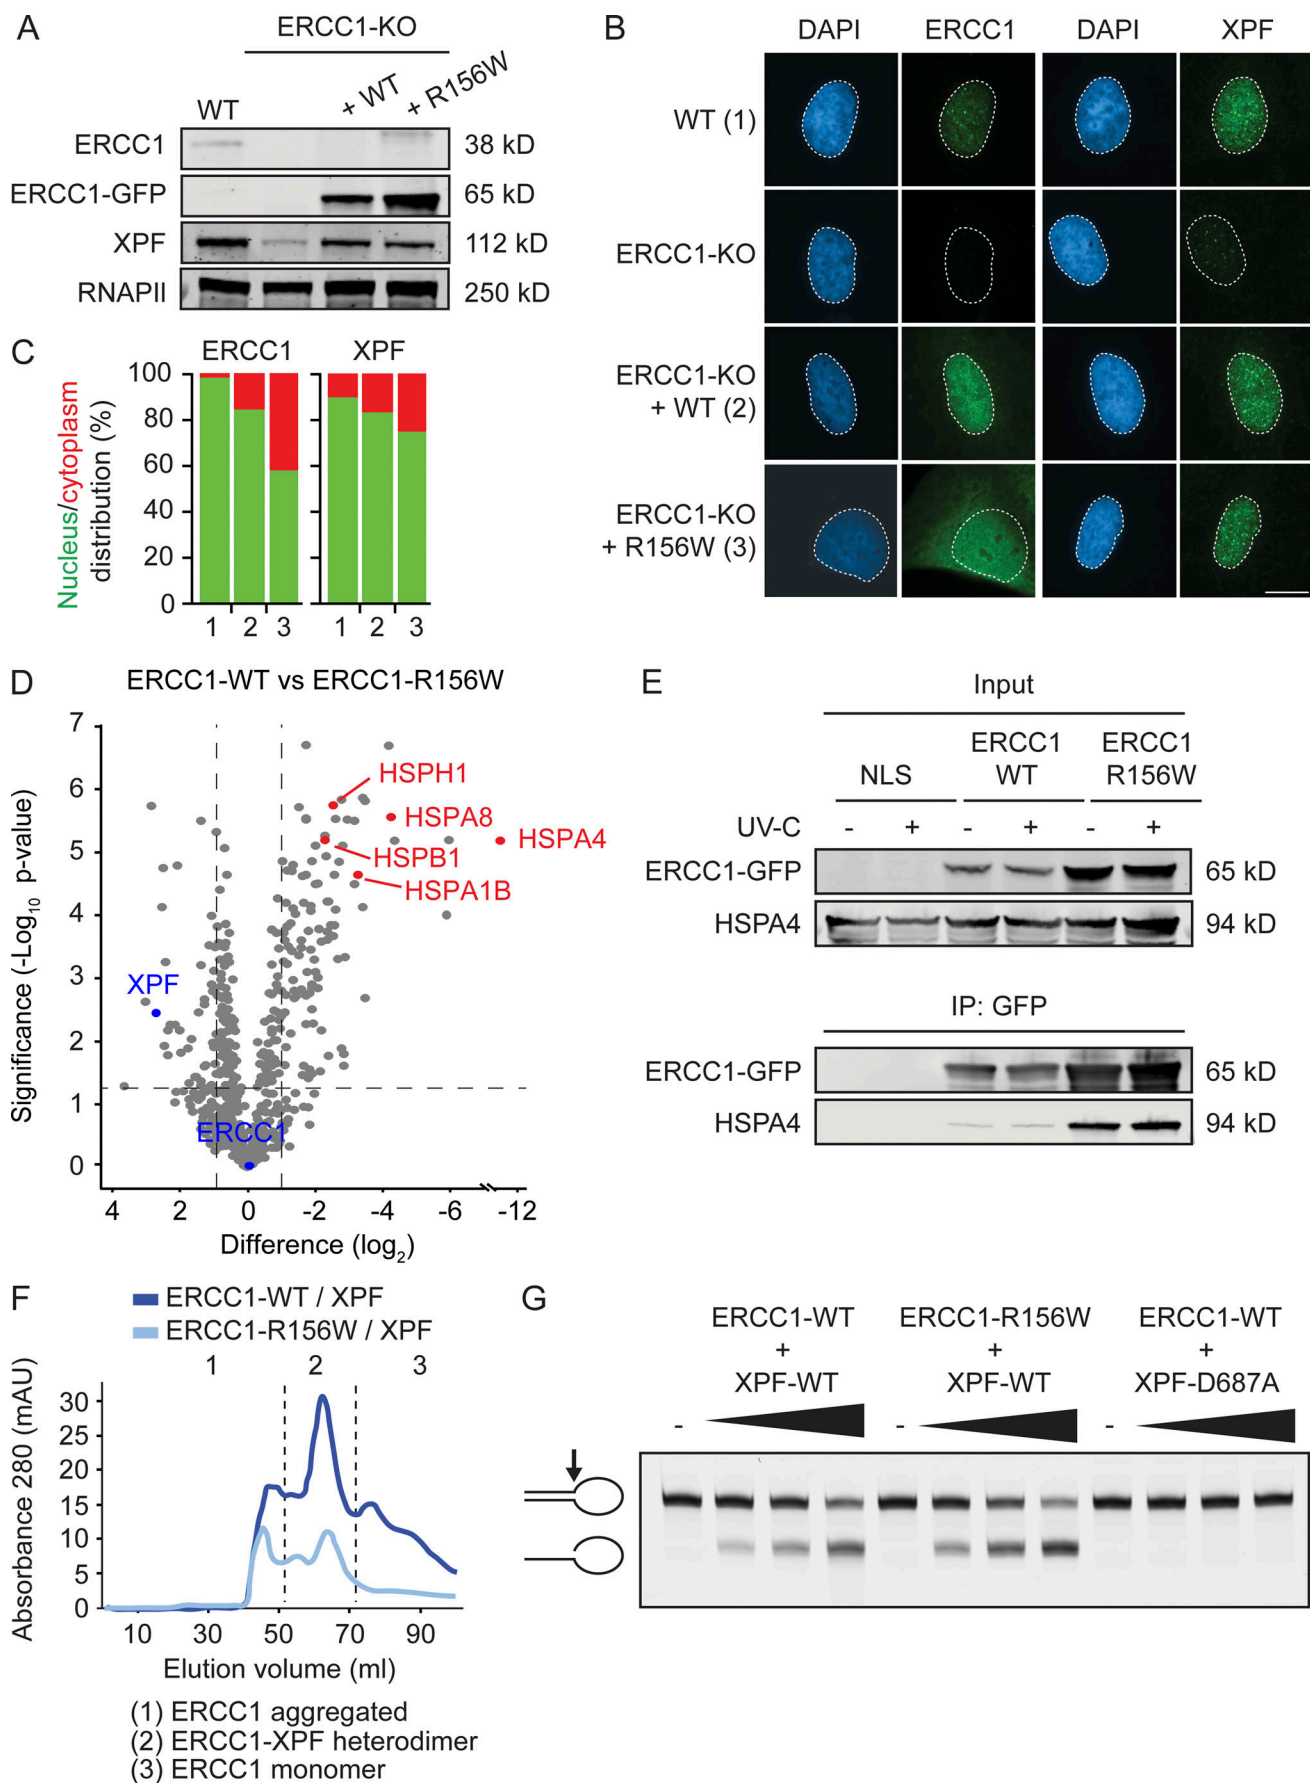 A
ERCC1-KO
WT
+ WT
+ R156W
ERCC1
38 kD
ERCC1-GFP
65 kD
XPF
112 kD
RNAPII
250 kD
B
DAPI
ERCC1
DAPI
XPF
WT (1)
ERCC1-KO
ERCC1-KO
+ WT (2)
ERCC1-KO
+ R156W (3)
C
ERCC1
XPF
Nucleus/cytoplasm
distribution (%)
100
80
60
40
20
0
1 2 3
1 2 3
D
ERCC1-WT vs ERCC1-R156W
Significance (-Log10 p-value)
7
6
5
4
3
2
1
0
HSPH1
HSPA8
HSPA4
HSPB1
HSPA1B
XPF
ERCC1
4 2 0 -2 -4 -6 -12
Difference (log2)
E
Input
NLS
ERCC1
WT
ERCC1
R156W
UV-C - + - + - +
ERCC1-GFP
65 kD
HSPA4
94 kD
IP: GFP
ERCC1-GFP
65 kD
HSPA4
94 kD
F
ERCC1-WT / XPF
ERCC1-R156W / XPF
1 2 3
Absorbance 280 (mAU)
30
25
20
15
10
5
0
10 30 50 70 90
Elution volume (ml)
(1) ERCC1 aggregated
(2) ERCC1-XPF heterodimer
(3) ERCC1 monomer
G
ERCC1-WT
+
XPF-WT
ERCC1-R156W
+
XPF-WT
ERCC1-WT
+
XPF-D687A
- - -